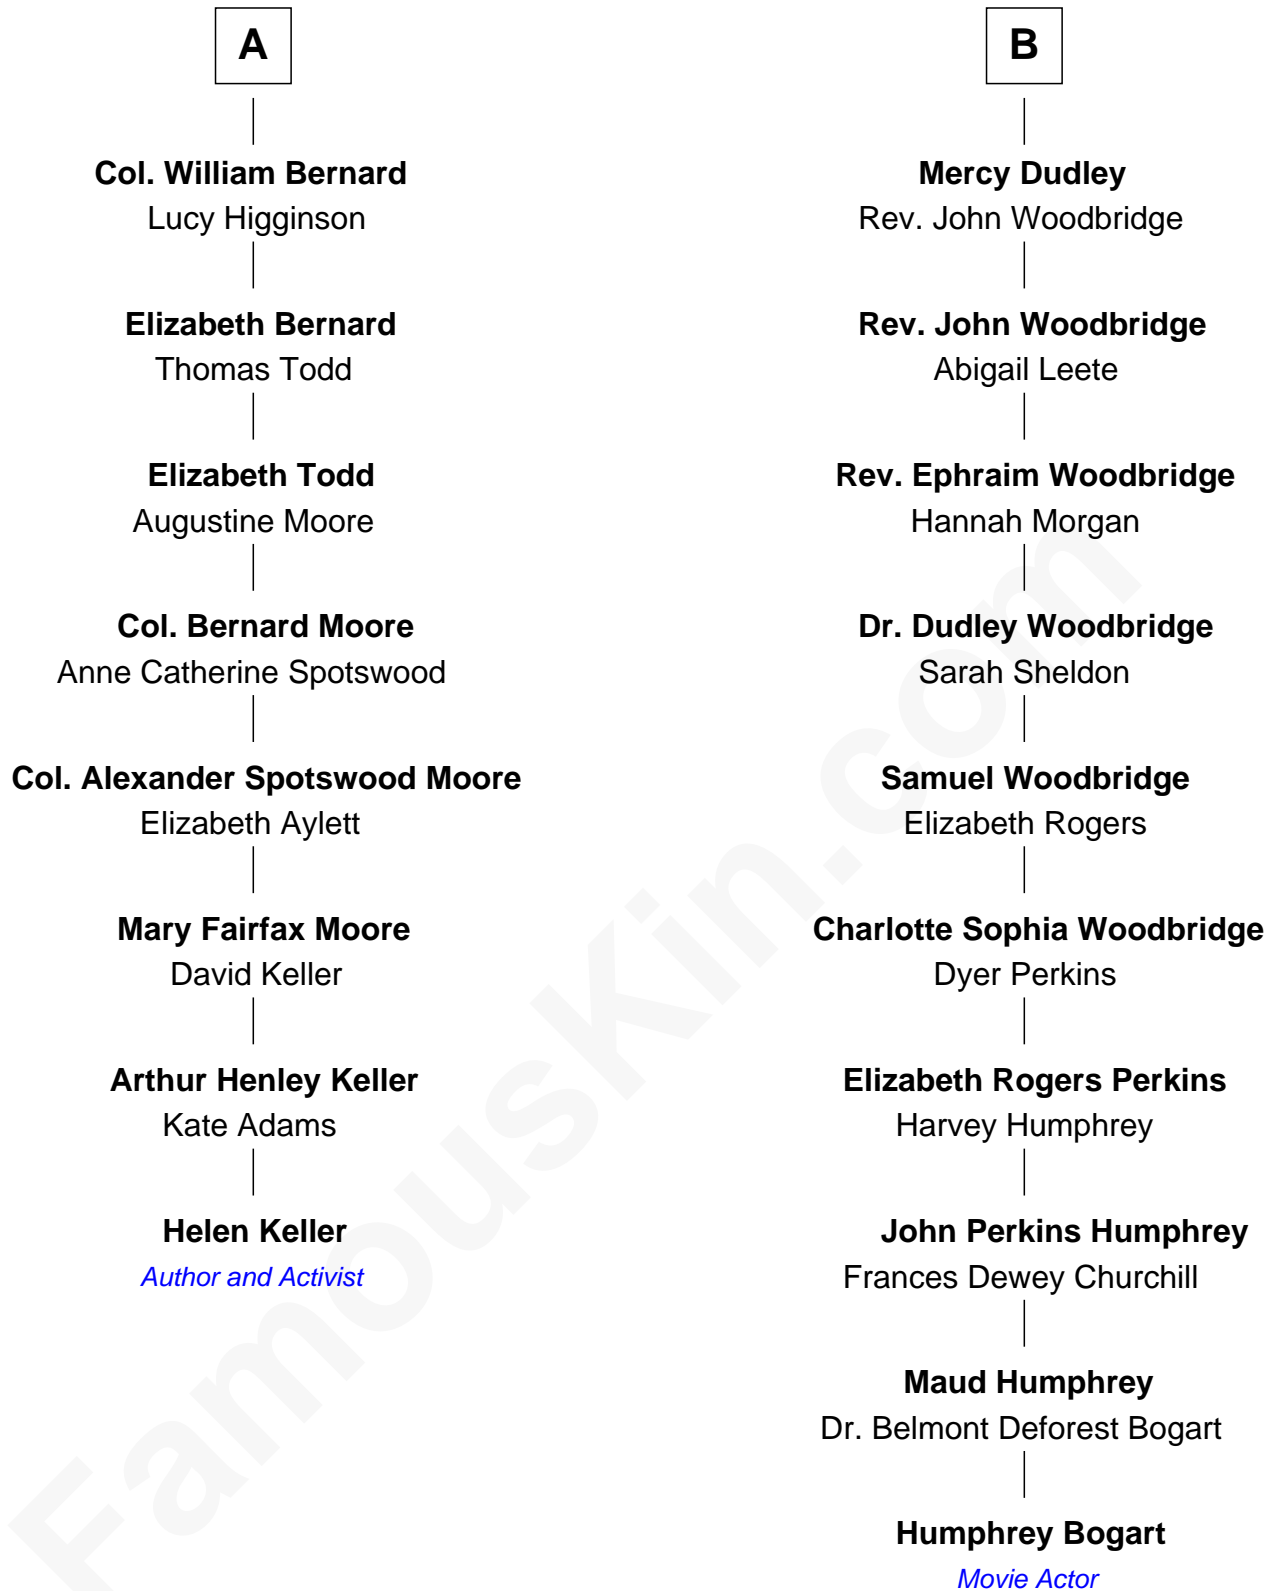 A
Col. William Bernard
Lucy Higginson
Elizabeth Bernard
Thomas Todd
Elizabeth Todd
Augustine Moore
Col. Bernard Moore
Anne Catherine Spotswood
Col. Alexander Spotswood Moore
Elizabeth Aylett
Mary Fairfax Moore
David Keller
Arthur Henley Keller
Kate Adams
Helen Keller
Author and Activist
B
Mercy Dudley
Rev. John Woodbridge
Rev. John Woodbridge
Abigail Leete
Rev. Ephraim Woodbridge
Hannah Morgan
Dr. Dudley Woodbridge
Sarah Sheldon
Samuel Woodbridge
Elizabeth Rogers
Charlotte Sophia Woodbridge
Dyer Perkins
Elizabeth Rogers Perkins
Harvey Humphrey
John Perkins Humphrey
Frances Dewey Churchill
Maud Humphrey
Dr. Belmont Deforest Bogart
Humphrey Bogart
Movie Actor
FamousKin.com